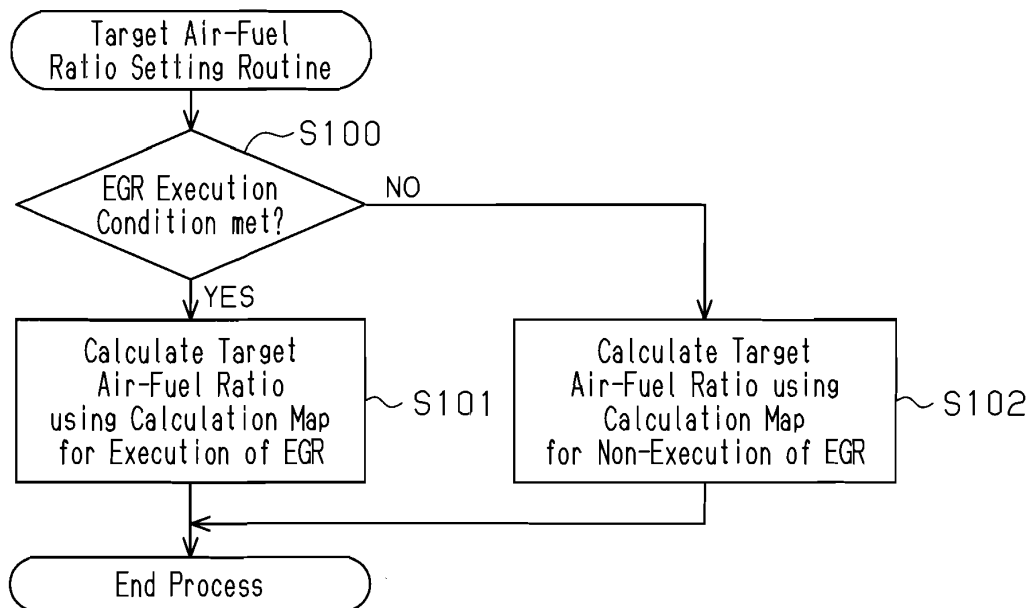 Target Air-Fuel
Ratio Setting Routine
S100
EGR Execution
Condition met?
NO
YES
Calculate Target
Air-Fuel Ratio
using Calculation Map
for Execution of EGR
S101
Calculate Target
Air-Fuel Ratio using
Calculation Map
for Non-Execution of EGR
S102
End Process